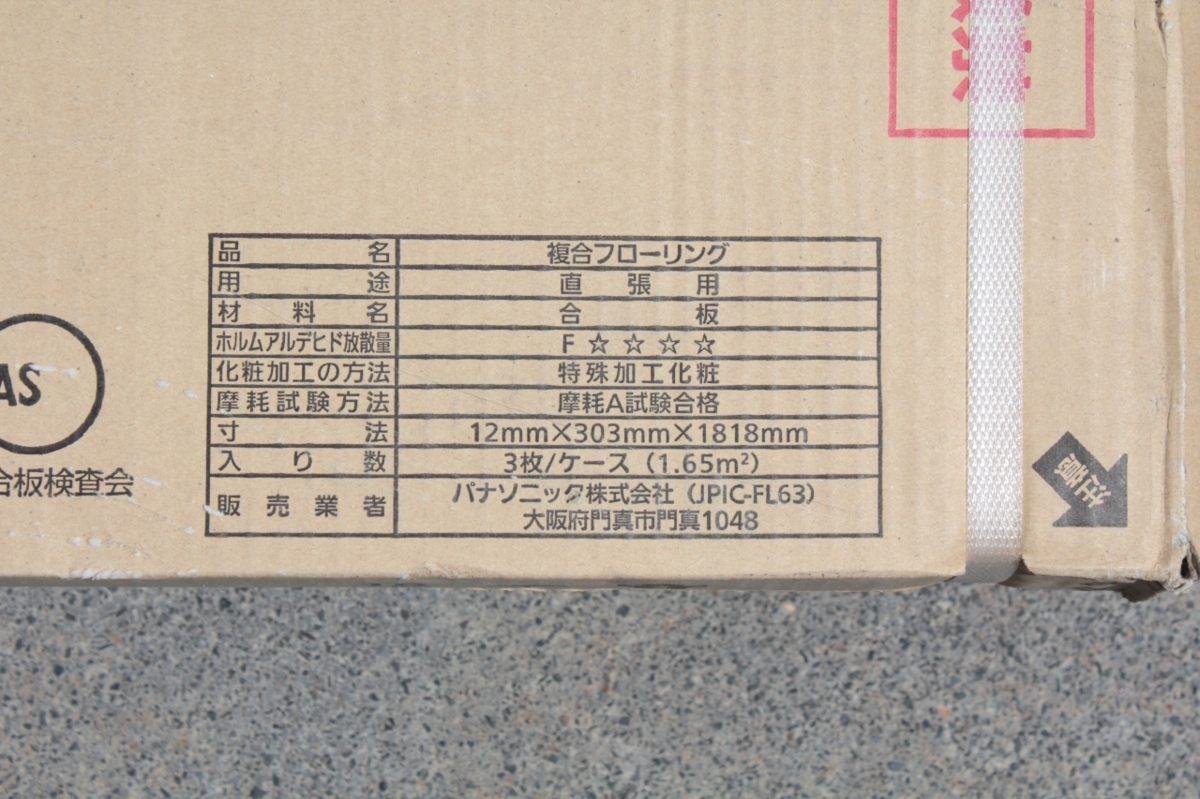 品名 複合フローリング
用途 直張用
材料名 合板
ホルムアルデヒド放散量 F☆☆☆☆
化粧加工の方法 特殊加工化粧
摩耗試験方法 摩耗A試験合格
寸法 12mm×303mm×1818mm
入り数 3枚/ケース（1.65m²）
販売業者 パナソニック株式会社（JPIC-FL63）
大阪府門真市門真1048
AS
合板検査会
注意